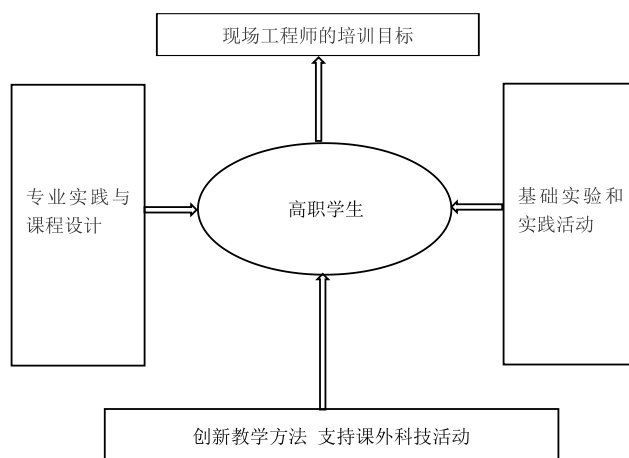 现场工程师的培训目标
专业实践与
课程设计
高职学生
基础实验和
实践活动
创新教学方法 支持课外科技活动